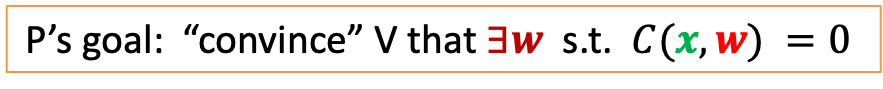 P’s goal: “convince” V that ∃w s.t. C(x, w) = 0